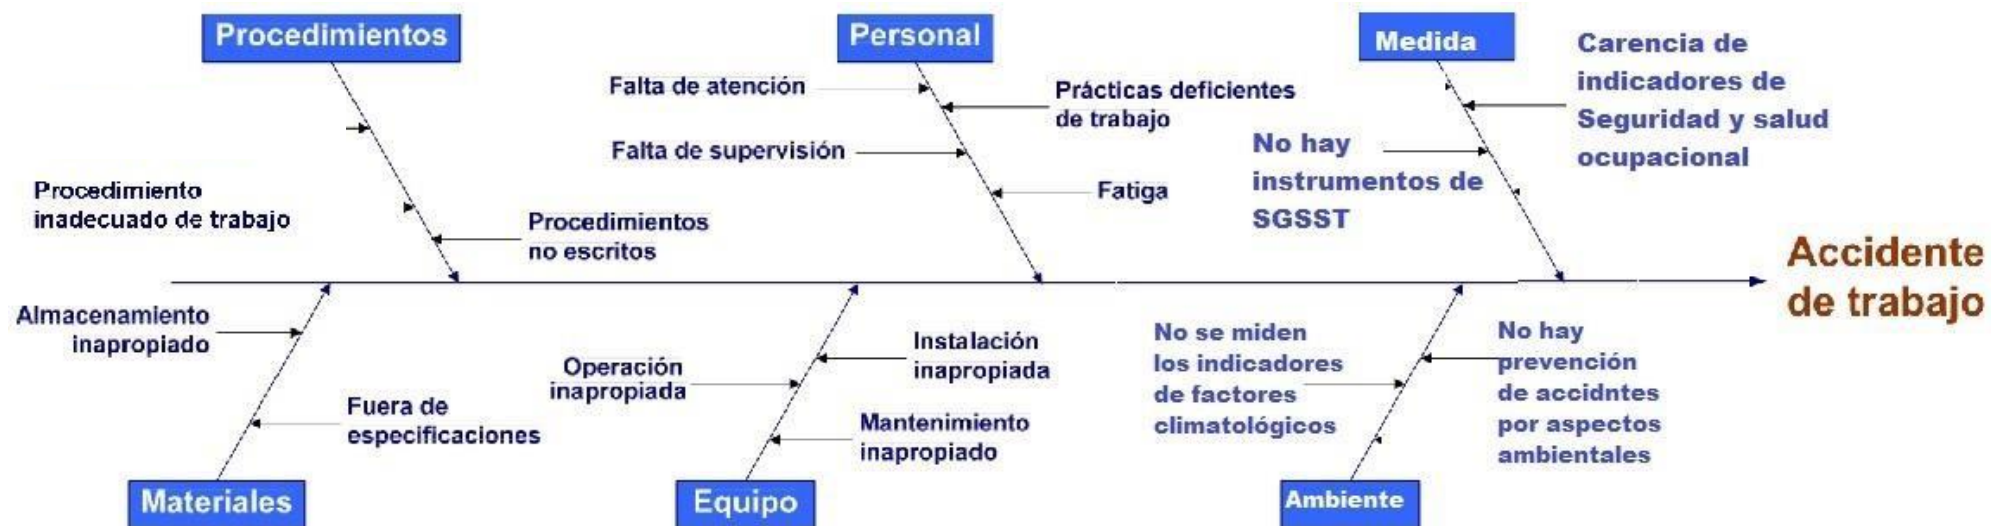 Procedimientos
Personal
Medida
Falta de atención
Prácticas deficientes
de trabajo
Falta de supervisión
Fatiga
Carencia de
indicadores de
Seguridad y salud
ocupacional
No hay
instrumentos de
SGSST
Procedimiento
inadecuado de trabajo
Procedimientos
no escritos
Accidente
de trabajo
Almacenamiento
inapropiado
Fuera de
especificaciones
Operación
inapropiada
Instalación
inapropiada
Mantenimiento
inapropiado
No se miden
los indicadores
de factores
climatológicos
No hay
prevención
de accidntes
por aspectos
ambientales
Materiales
Equipo
Ambiente